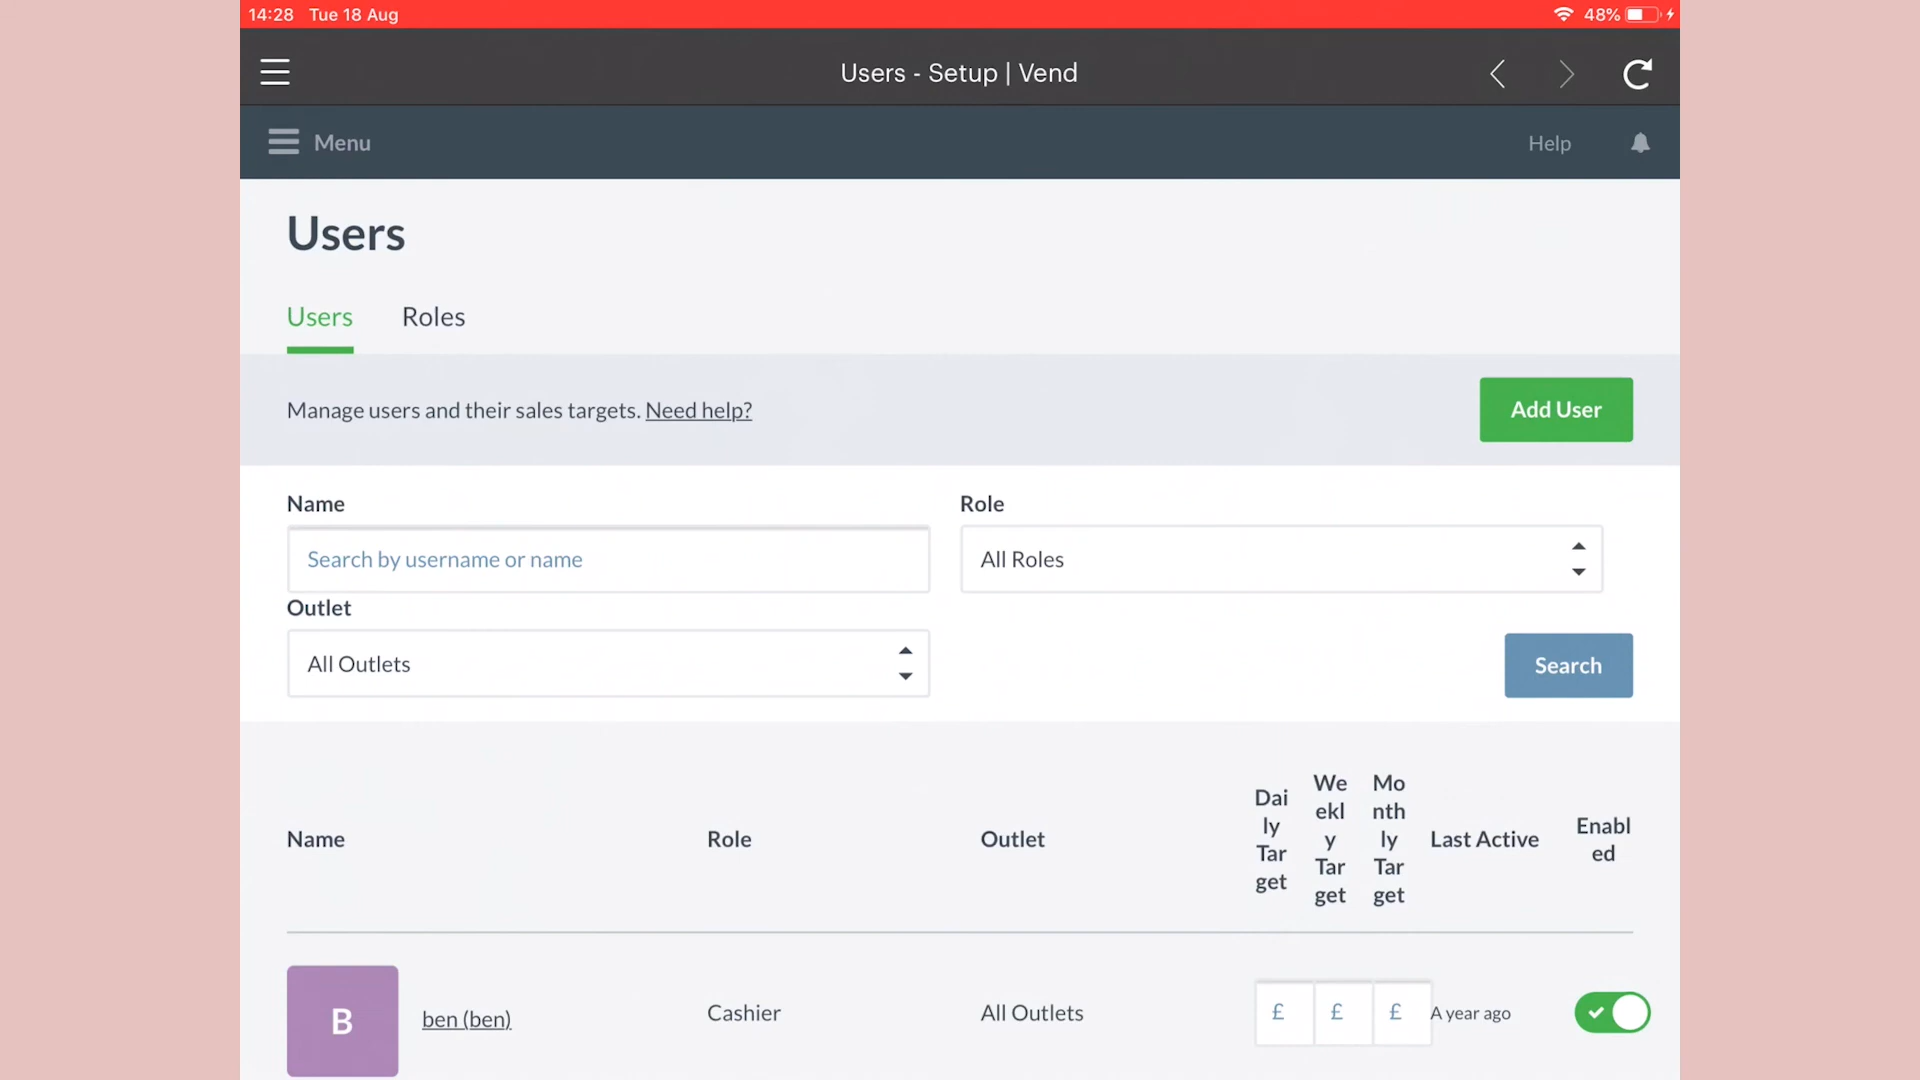 14:28 Tue 18 Aug 48%
Users - Setup | Vend
Menu Help
Users
Users Roles
Manage users and their sales targets. Need help? Add User
Name Role
Search by username or name All Roles
Outlet
All Outlets Search
Name Role Outlet Dai
ly
Tar
get We
ekl
y
Tar
get Mo
nth
ly
Tar
get Last Active Enabl
ed
B ben (ben) Cashier All Outlets £ £ £ A year ago